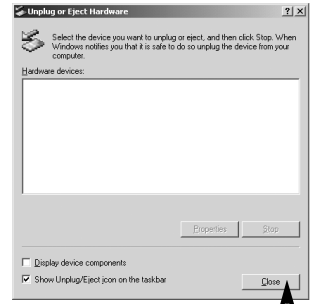 Unplug or Eject Hardware
Select the device you want to unplug or eject, and then click Stop. When
Windows notifies you that it is safe to do so unplug the device from your
computer.
Hardware devices:
Properties
Stop
Display device components
Show Unplug/Eject icon on the taskbar
Close